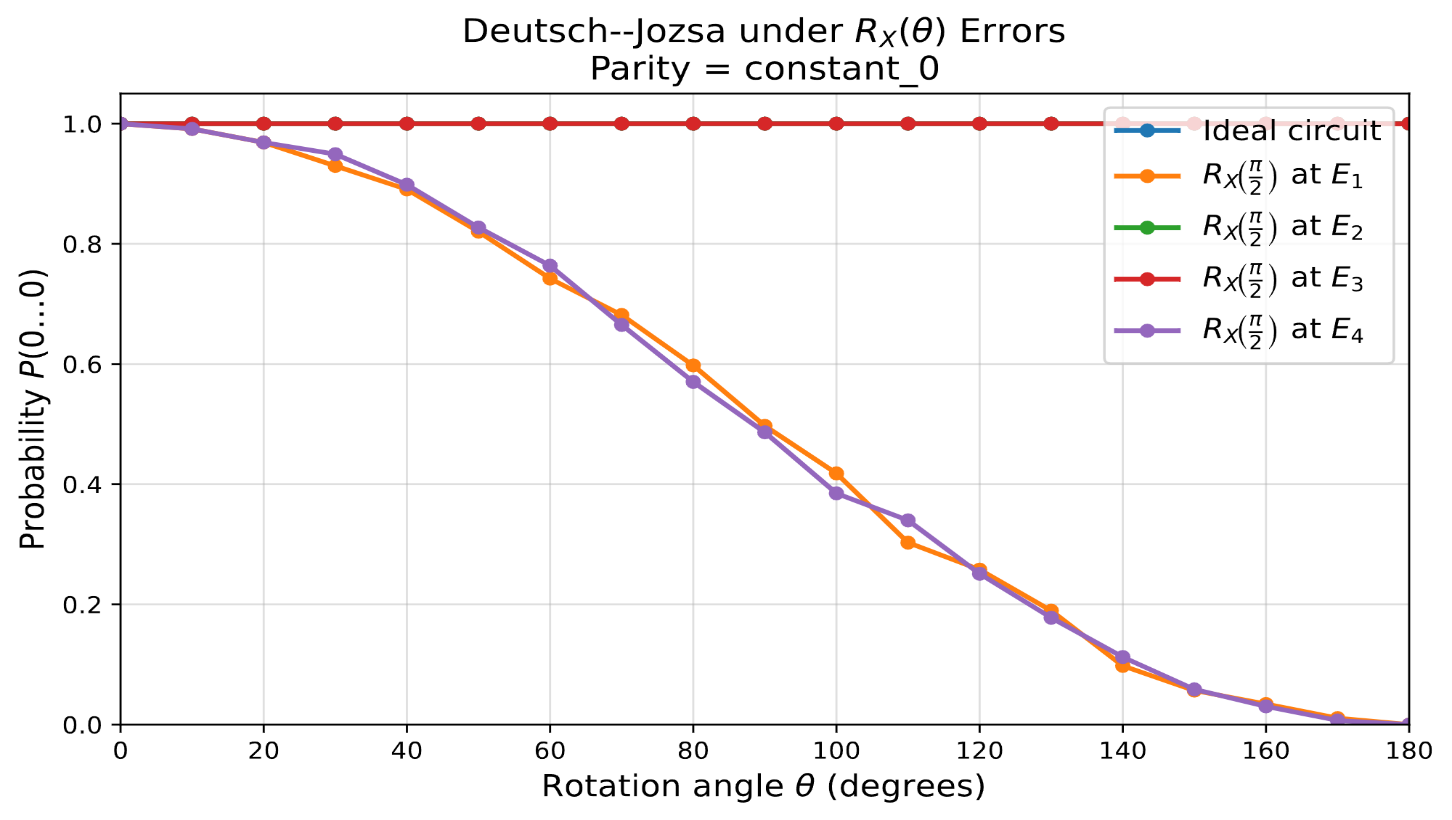 Deutsch--Jozsa under R_X(θ) Errors
Parity = constant_0
Probability P(0...0)
1.0
0.8
0.6
0.4
0.2
0.0
Ideal circuit
R_X(π/2) at E_1
R_X(π/2) at E_2
R_X(π/2) at E_3
R_X(π/2) at E_4
0 20 40 60 80 100 120 140 160 180
Rotation angle θ (degrees)